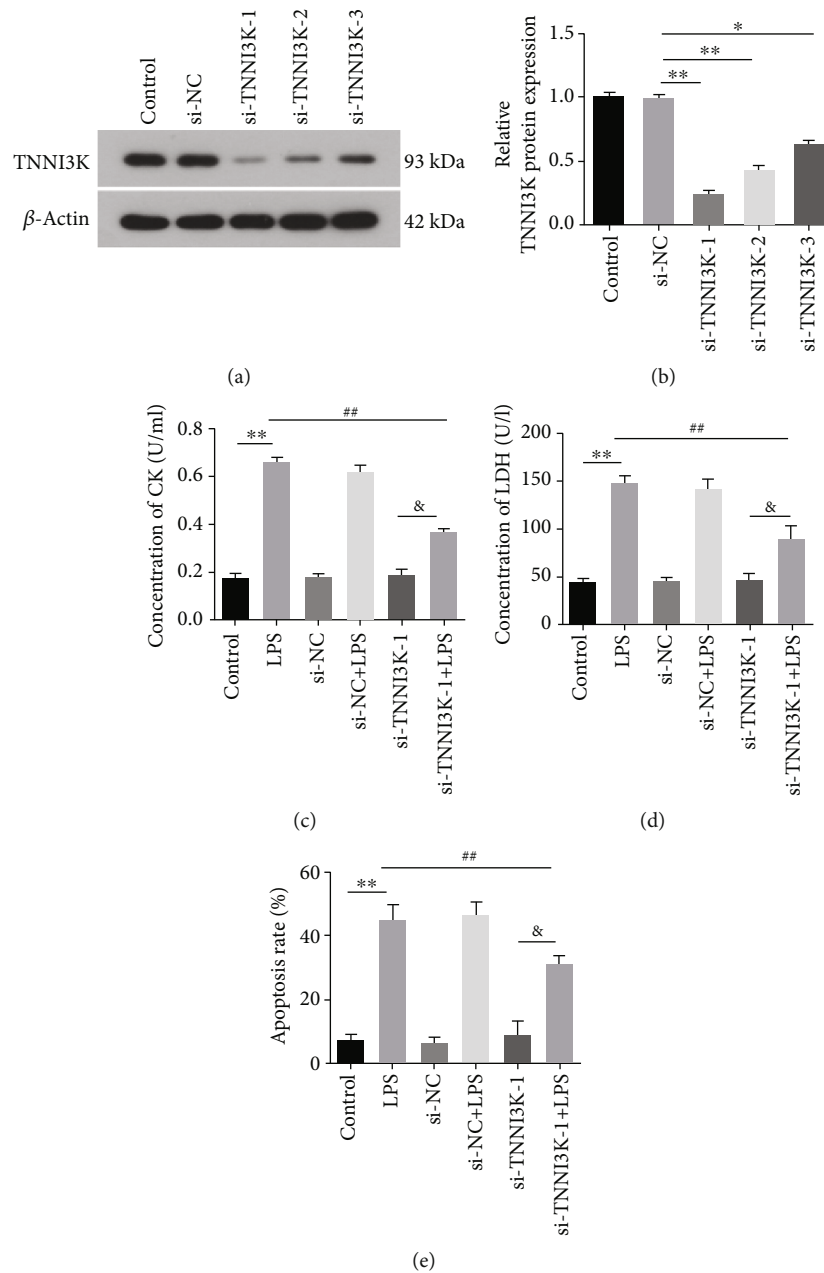 Control
si-NC
si-TNNI3K-1
si-TNNI3K-2
si-TNNI3K-3
TNNI3K
93 kDa
β-Actin
42 kDa
(a)
Relative
TNNI3K protein expression
1.5
1.0
0.5
0.0
*
**
**
Control
si-NC
si-TNNI3K-1
si-TNNI3K-2
si-TNNI3K-3
(b)
Concentration of CK (U/ml)
0.8
0.6
0.4
0.2
0.0
##
**
&
Control
LPS
si-NC
si-NC+LPS
si-TNNI3K-1
si-TNNI3K-1+LPS
(c)
Concentration of LDH (U/l)
200
150
100
50
0
##
**
&
Control
LPS
si-NC
si-NC+LPS
si-TNNI3K-1
si-TNNI3K-1+LPS
(d)
Apoptosis rate (%)
60
40
20
0
##
**
&
Control
LPS
si-NC
si-NC+LPS
si-TNNI3K-1
si-TNNI3K-1+LPS
(e)